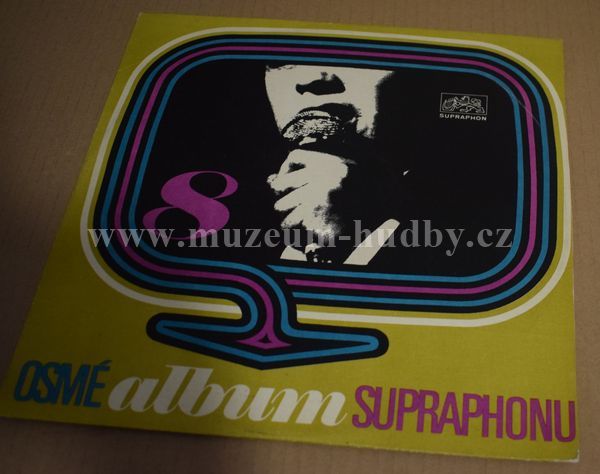 SUPRAPHON
8
www.muzeum-hudby.cz
OSMÉ album SUPRAPHONU